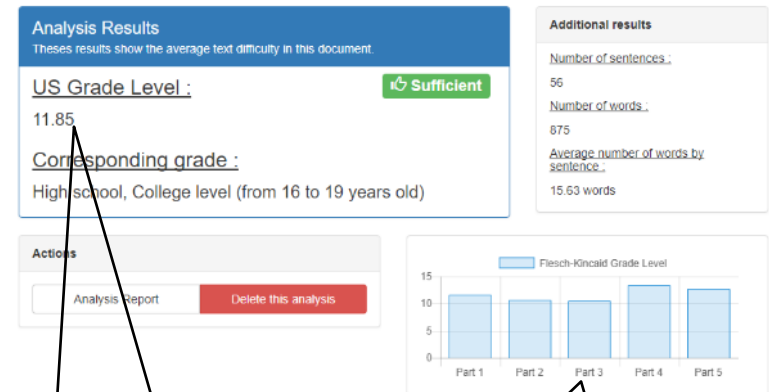 Analysis Results
Theses results show the average text difficulty in this document.
US Grade Level :
Sufficient
11.85
Corresponding grade :
High school, College level (from 16 to 19 years old)
Additional results
Number of sentences :
56
Number of words :
875
Average number of words by
sentence :
15.63 words
Actions
Analysis Report
Delete this analysis
Flesch-Kincaid Grade Level
15
10
5
0
Part 1 Part 2 Part 3 Part 4 Part 5